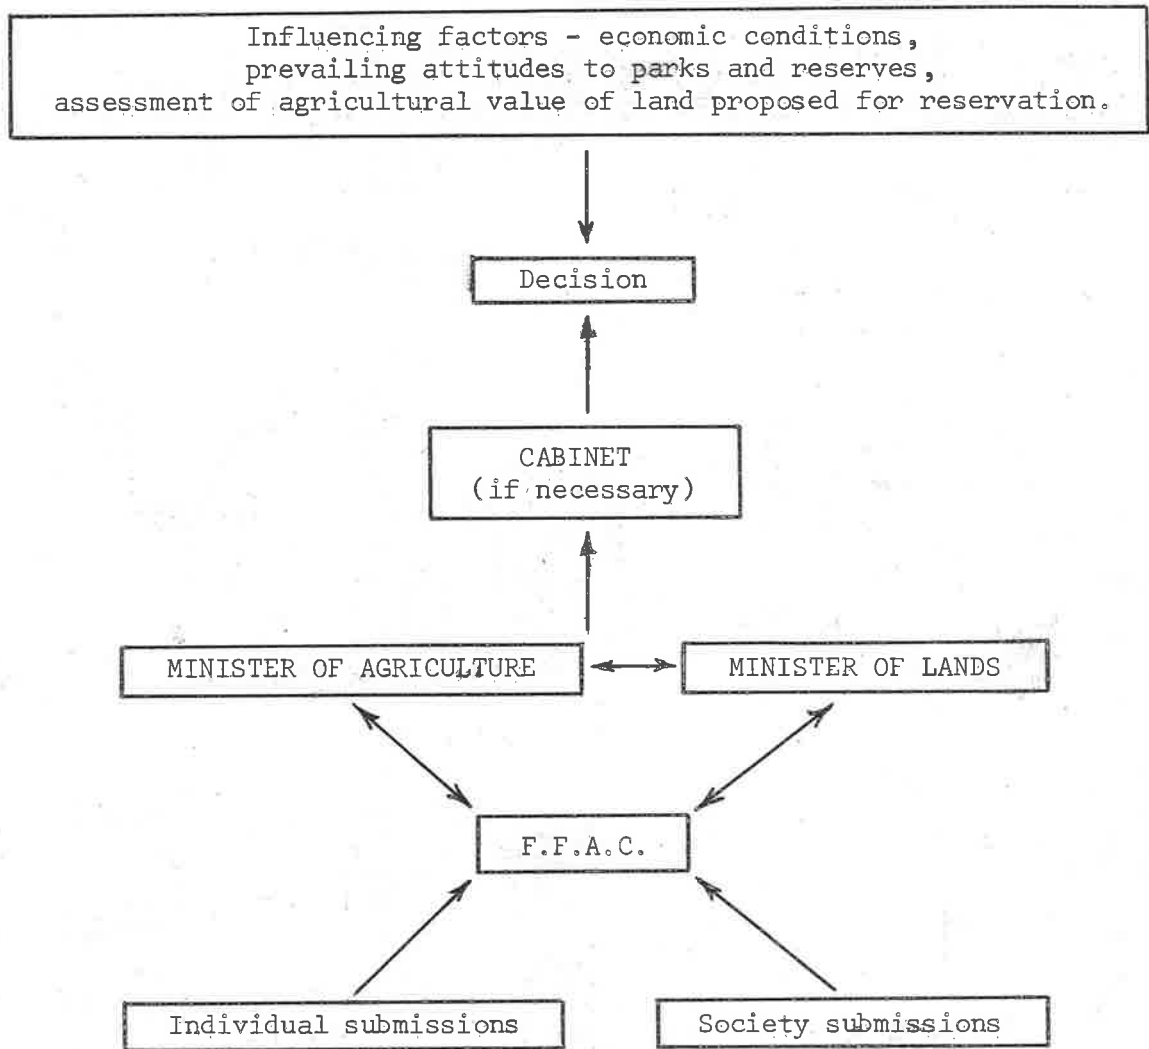 Influencing factors - economic conditions,
prevailing attitudes to parks and reserves,
assessment of agricultural value of land proposed for reservation.
Decision
CABINET
(if necessary)
MINISTER OF AGRICULTURE
MINISTER OF LANDS
F.F.A.C.
Individual submissions
Society submissions